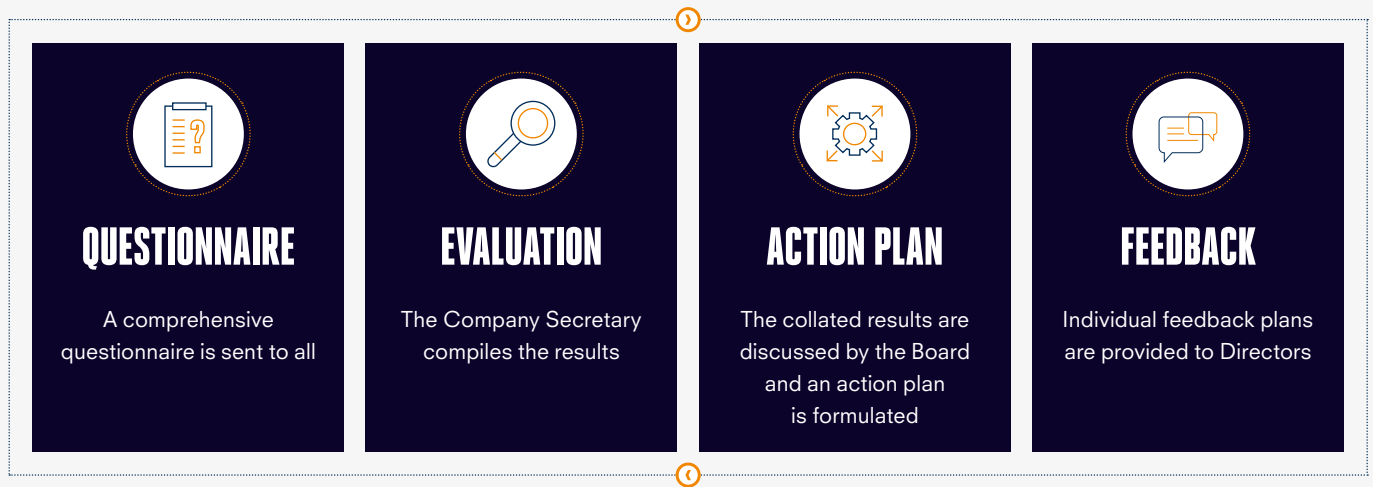 QUESTIONNAIRE
A comprehensive
questionnaire is sent to all
EVALUATION
The Company Secretary
compiles the results
ACTION PLAN
The collated results are
discussed by the Board
and an action plan
is formulated
FEEDBACK
Individual feedback plans
are provided to Directors